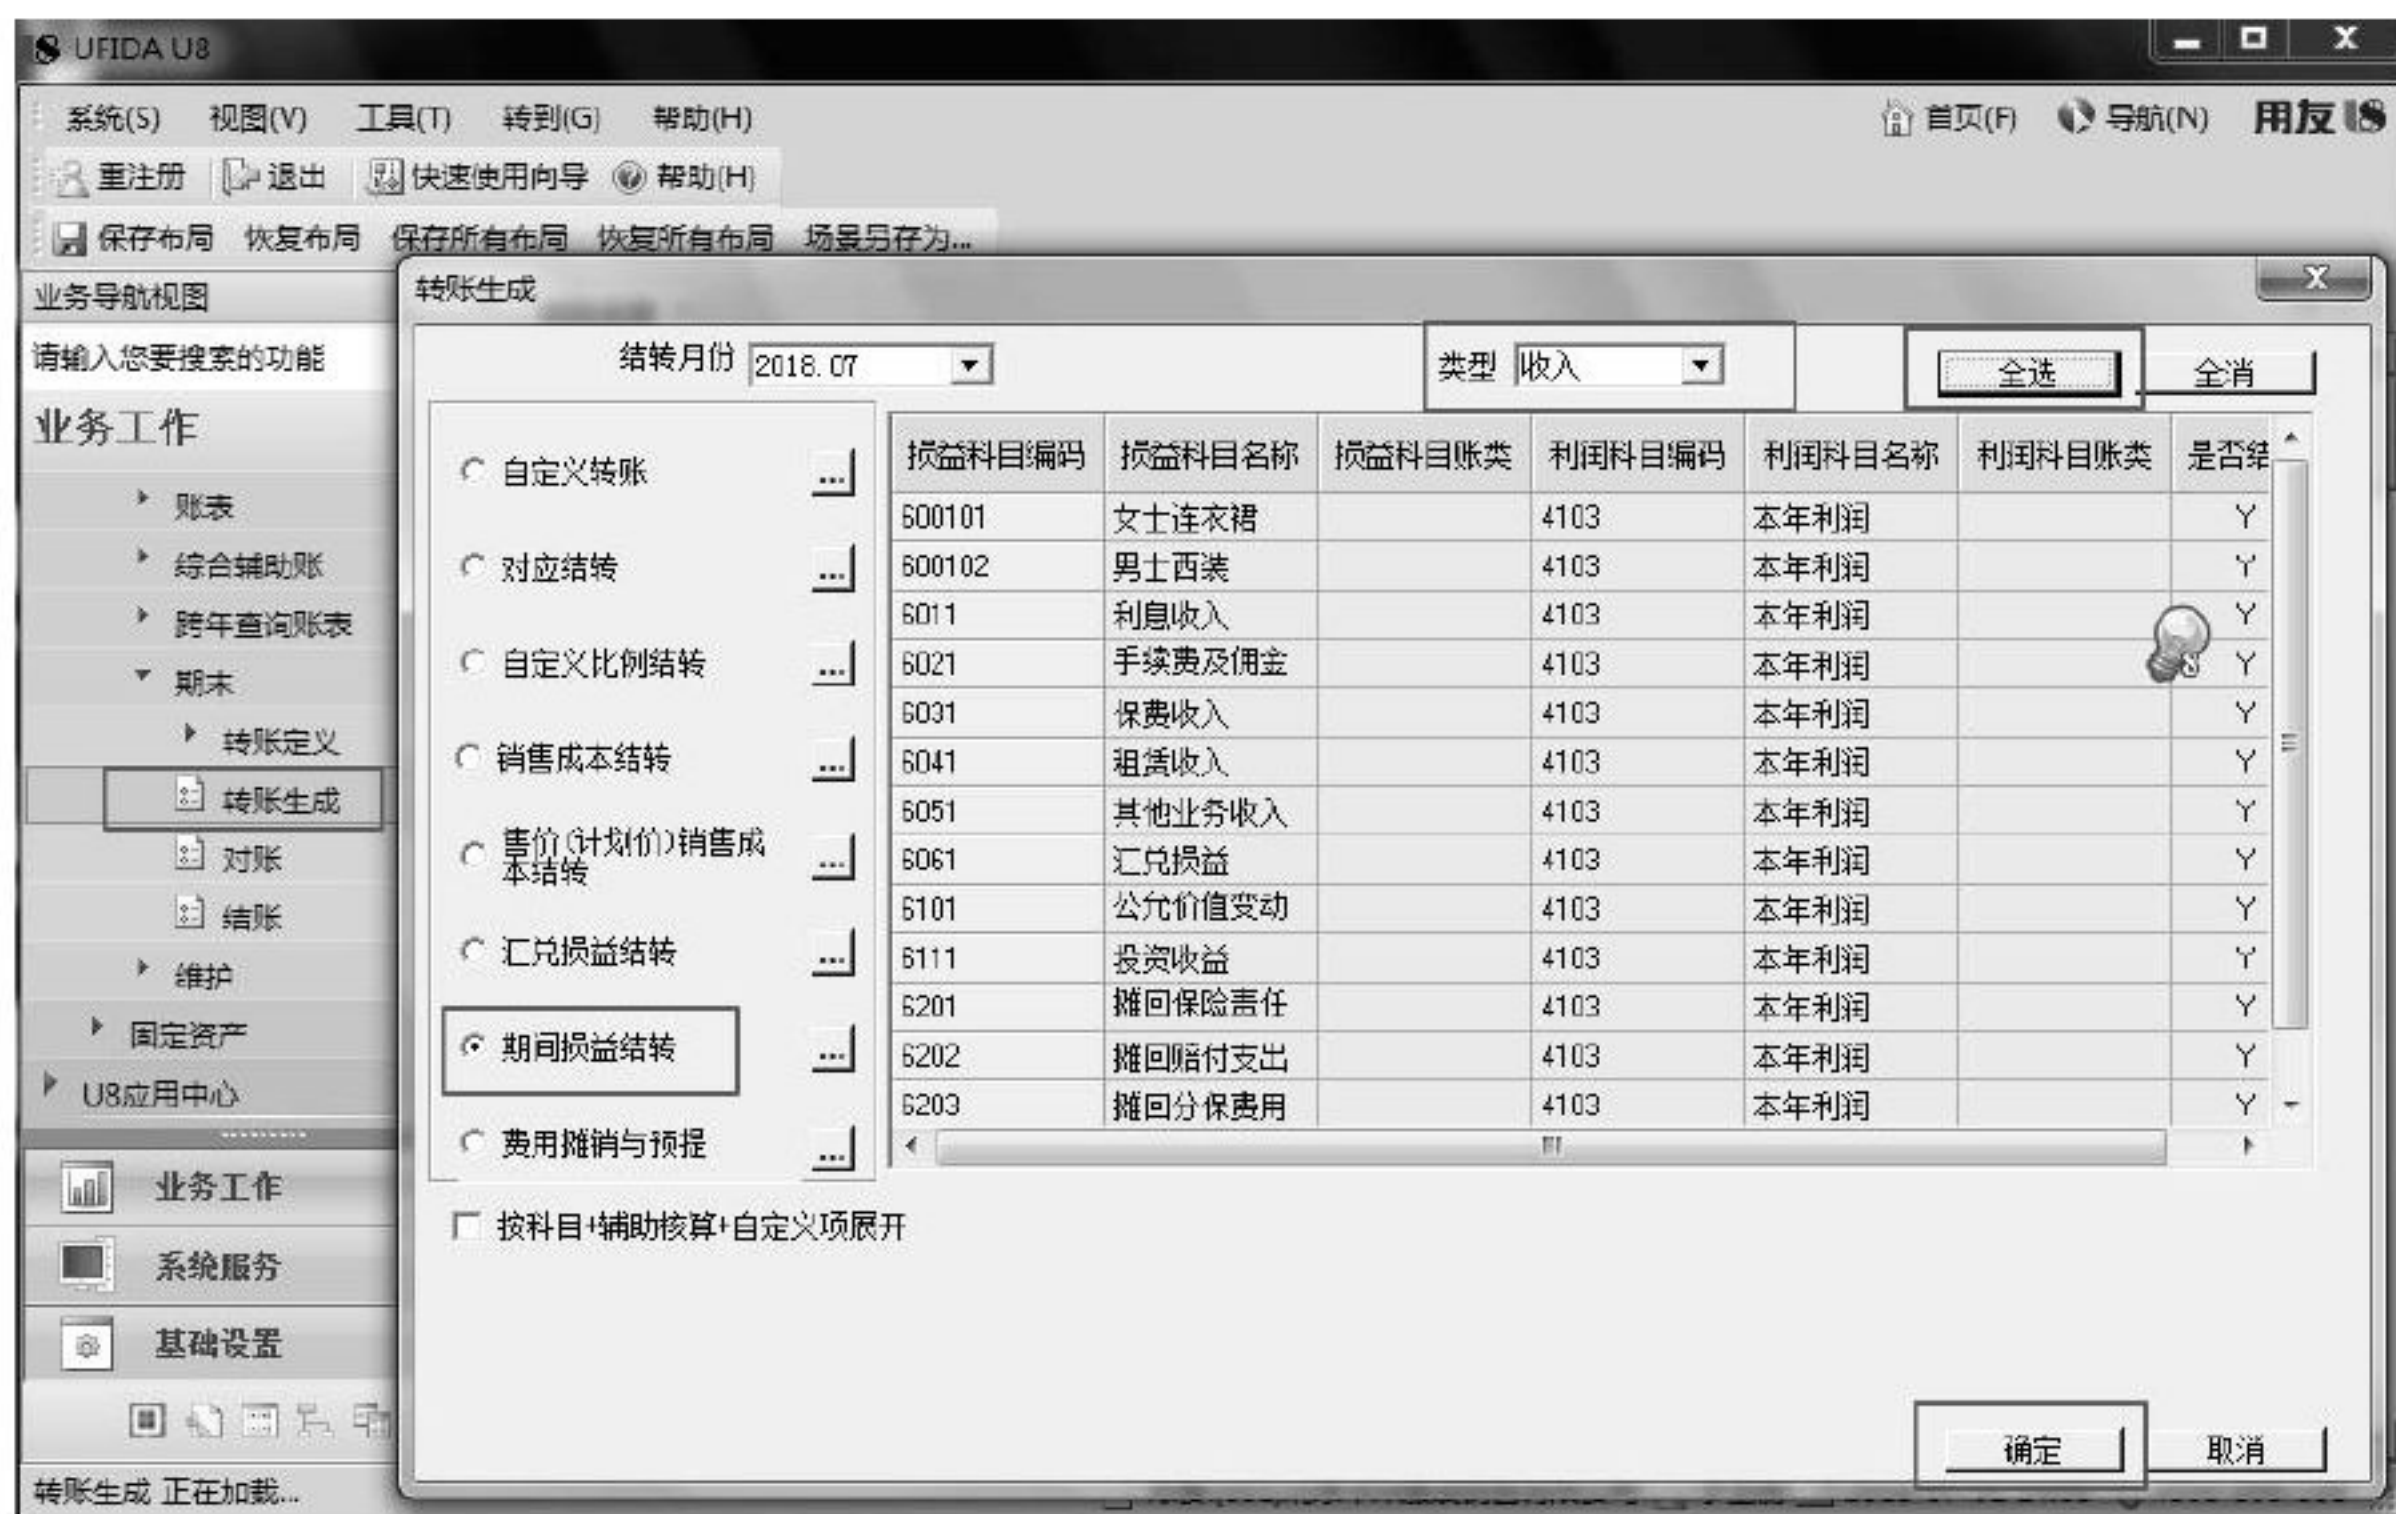 UFIDA U8
系统(S) 视图(V) 工具(T) 转到(G) 帮助(H) 首页(F) 导航(N) 用友 U8
重注册 退出 快速使用向导 帮助(H)
保存布局 恢复布局 保存所有布局 恢复所有布局 场景另存为...
业务导航视图
请输入您要搜索的功能
业务工作
账表
综合辅助账
跨年查询账表
期末
转账定义
转账生成
对账
结账
维护
固定资产
U8应用中心
业务工作
系统服务
基础设置
转账生成 正在加载...
转账生成
结转月份 2018.07 类型 收入 全选 全消
自定义转账 ...
对应结转 ...
自定义比例结转 ...
销售成本结转 ...
售价(计划价)销售成
本结转 ...
汇兑损益结转 ...
期间损益结转 ...
费用摊销与预提 ...
损益科目编码 损益科目名称 损益科目账类 利润科目编码 利润科目名称 利润科目账类 是否结
600101 女士连衣裙 4103 本年利润 Y
600102 男士西装 4103 本年利润 Y
6011 利息收入 4103 本年利润 Y
6021 手续费及佣金 4103 本年利润 Y
6031 保费收入 4103 本年利润 Y
6041 租赁收入 4103 本年利润 Y
6051 其他业务收入 4103 本年利润 Y
6061 汇兑损益 4103 本年利润 Y
6101 公允价值变动 4103 本年利润 Y
6111 投资收益 4103 本年利润 Y
6201 摊回保险责任 4103 本年利润 Y
6202 摊回赔付支出 4103 本年利润 Y
6203 摊回分保费用 4103 本年利润 Y
按科目+辅助核算+自定义项展开
确定 取消